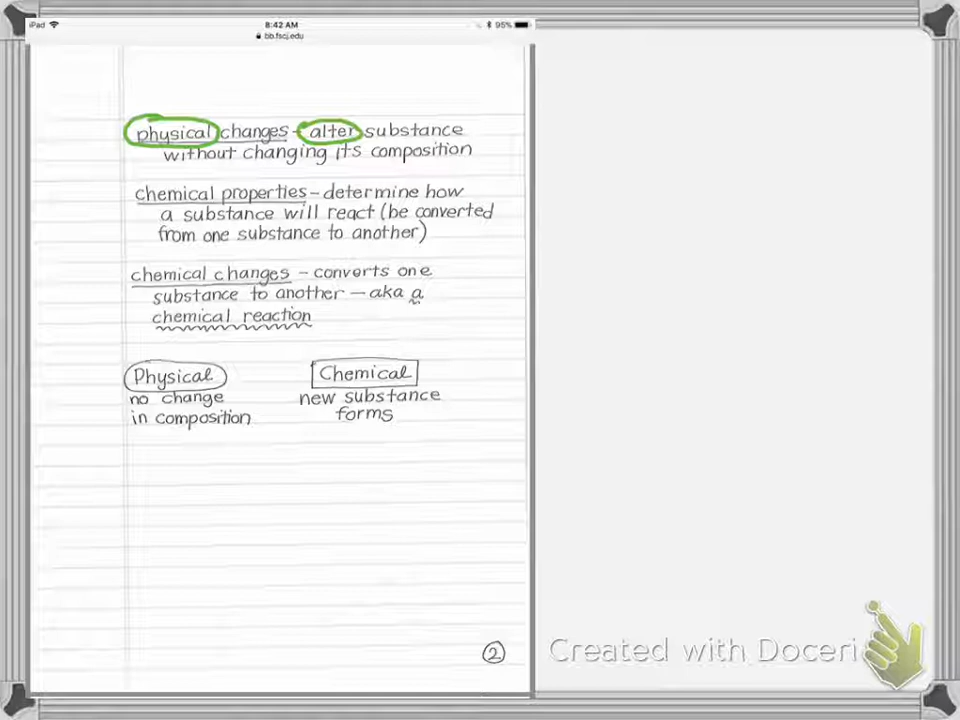 iPad 8:42 AM 95%
bb.fscj.edu
physical changes - alter substance
without changing its composition
chemical properties - determine how
a substance will react (be converted
from one substance to another)
chemical changes - converts one
substance to another - aka a
chemical reaction
Physical Chemical
no change new substance
in composition forms
2
Created with Doceri